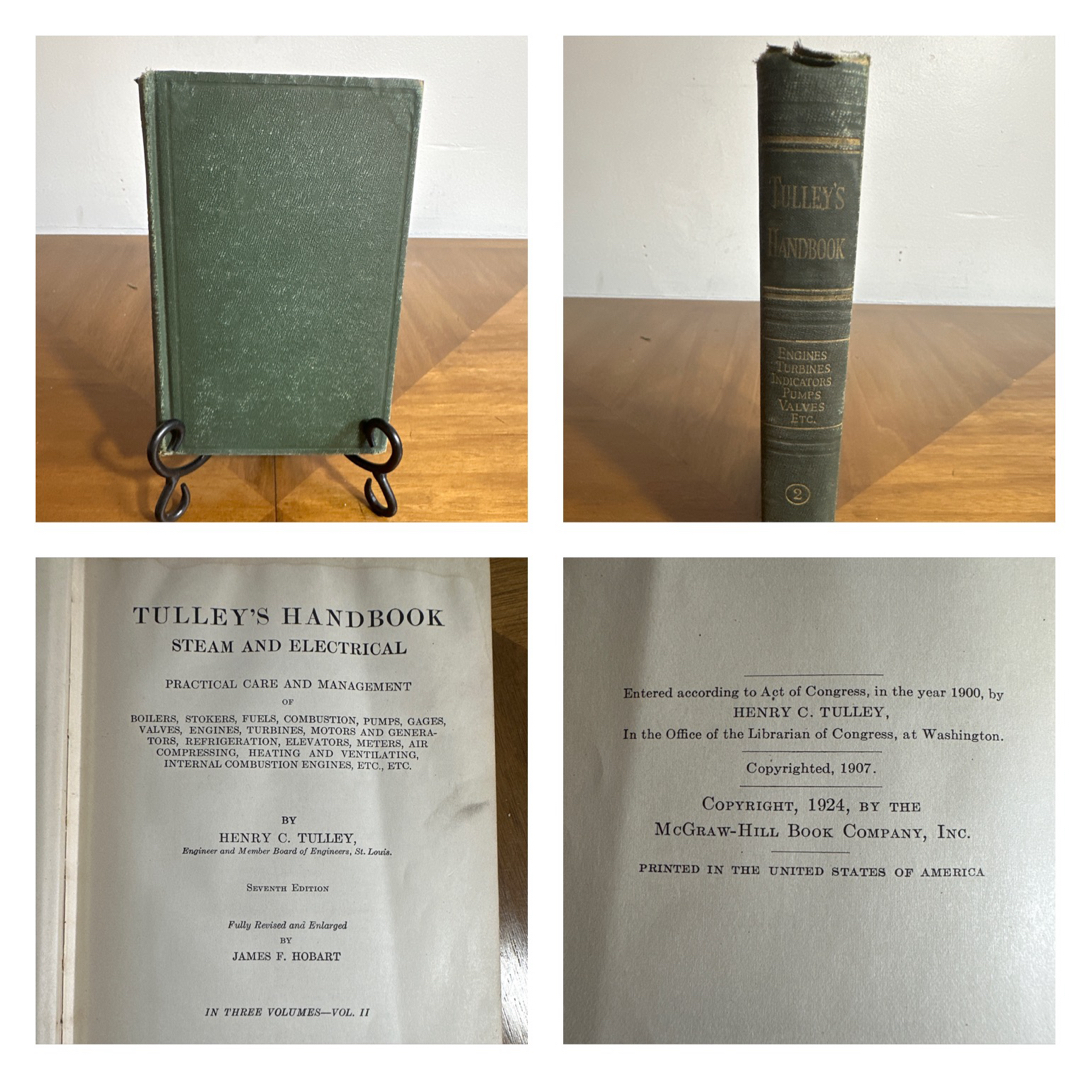 TULLEY'S
HANDBOOK
ENGINES
TURBINES
INDICATORS
PUMPS
VALVES
ETC.
2
TULLEY'S HANDBOOK
STEAM AND ELECTRICAL
PRACTICAL CARE AND MANAGEMENT
OF
BOILERS, STOKERS, FUELS, COMBUSTION, PUMPS, GAGES,
VALVES, ENGINES, TURBINES, MOTORS AND GENERA-
TORS, REFRIGERATION, ELEVATORS, METERS, AIR
COMPRESSING, HEATING AND VENTILATING,
INTERNAL COMBUSTION ENGINES, ETC., ETC.
BY
HENRY C. TULLEY,
Engineer and Member Board of Engineers, St. Louis.
SEVENTH EDITION
Fully Revised and Enlarged
BY
JAMES F. HOBART
IN THREE VOLUMES—VOL. II
Entered according to Act of Congress, in the year 1900, by
HENRY C. TULLEY,
In the Office of the Librarian of Congress, at Washington.
Copyrighted, 1907.
COPYRIGHT, 1924, BY THE
MCGRAW-HILL BOOK COMPANY, INC.
PRINTED IN THE UNITED STATES OF AMERICA